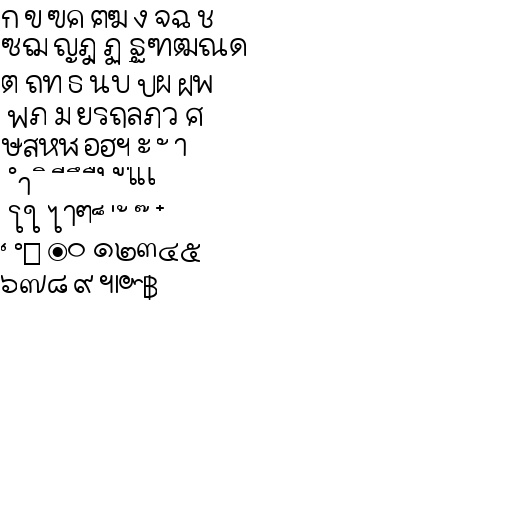 ก ข ฃ ค ฅ ฆ ง จ ฉ ช
ซ ฌ ญ ฎ ฏ ฐ ฑ ฒ ณ ด
ต ถ ท ธ น บ ป ผ ฝ พ
ฟ ภ ม ย ร ฤ ล ฦ ว ศ
ษ ส ห ฬ อ ฮ ฯ ะ ั า
ำ ิ ี ึ ื ุ ู เ แ
โ ใ ไ ๅ ๆ ็ ่ ้ ๊ ๋
์ ํ ๏ ๐ ๑ ๒ ๓ ๔ ๕
๖ ๗ ๘ ๙ ๚ ๛ ฿